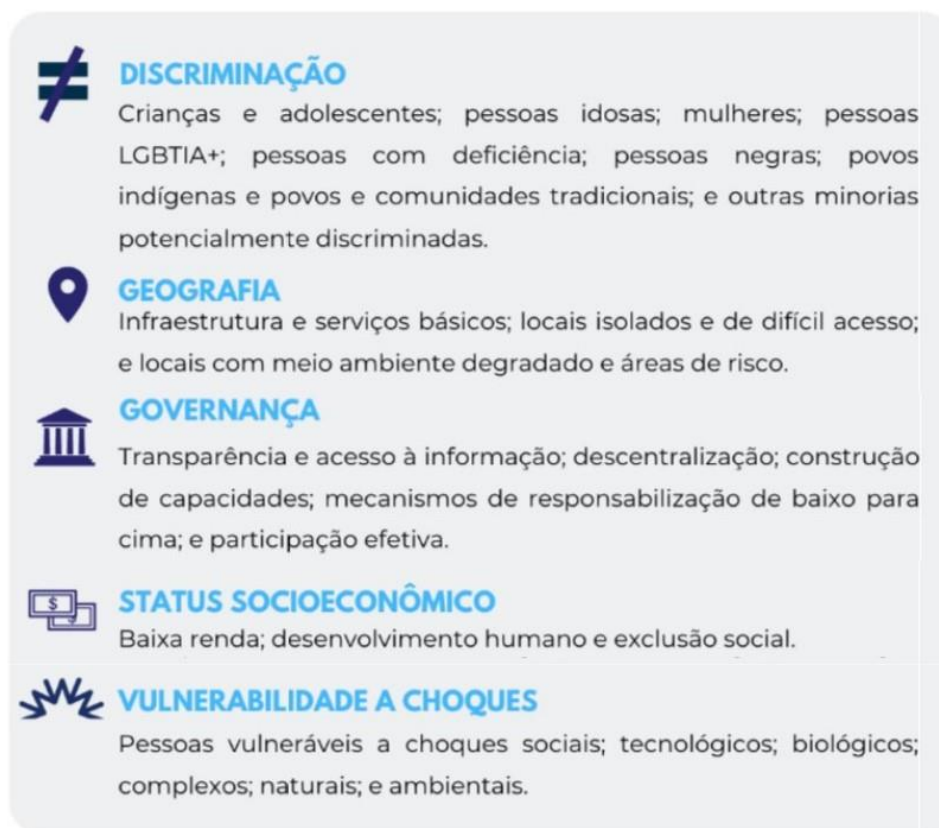 DISCRIMINAÇÃO
Crianças e adolescentes; pessoas idosas; mulheres; pessoas
LGBTIA+; pessoas com deficiência; pessoas negras; povos
indígenas e povos e comunidades tradicionais; e outras minorias
potencialmente discriminadas.
GEOGRAFIA
Infraestrutura e serviços básicos; locais isolados e de difícil acesso;
e locais com meio ambiente degradado e áreas de risco.
GOVERNANÇA
Transparência e acesso à informação; descentralização; construção
de capacidades; mecanismos de responsabilização de baixo para
cima; e participação efetiva.
$
STATUS SOCIOECONÔMICO
Baixa renda; desenvolvimento humano e exclusão social.
VULNERABILIDADE A CHOQUES
Pessoas vulneráveis a choques sociais; tecnológicos; biológicos;
complexos; naturais; e ambientais.